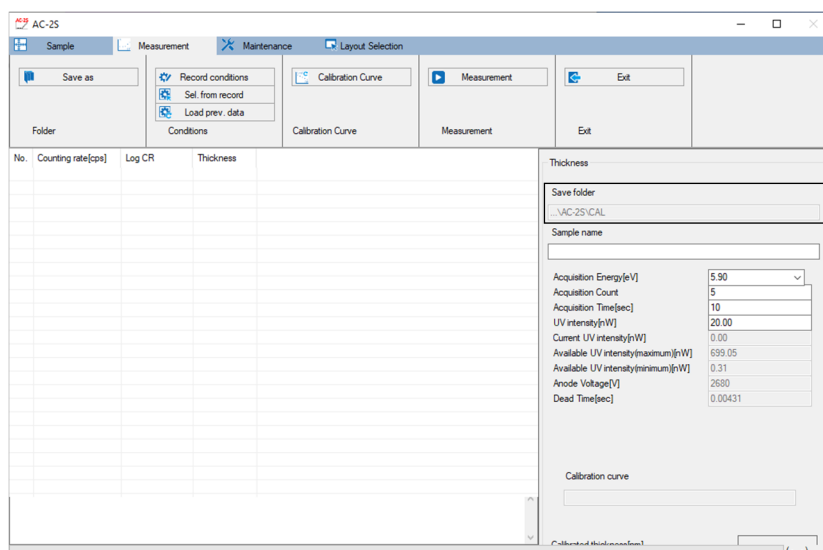 AC-2S
Sample Measurement Maintenance Layout Selection
Save as Record conditions Calibration Curve Measurement Exit
Sel. from record
Load prev. data
Folder Conditions Calibration Curve Measurement Exit
No. Counting rate[cps] Log CR Thickness
Thickness
Save folder
...\AC-2S\CAL
Sample name
Acquisition Energy[eV] 5.90
Acquisition Count 5
Acquisition Time[sec] 10
UV intensity[nW] 20.00
Current UV intensity[nW] 0.00
Available UV intensity(maximum)[nW] 699.05
Available UV intensity(minimum)[nW] 0.31
Anode Voltage[V] 2680
Dead Time[sec] 0.00431
Calibration curve
Calibrated thickness[nm]